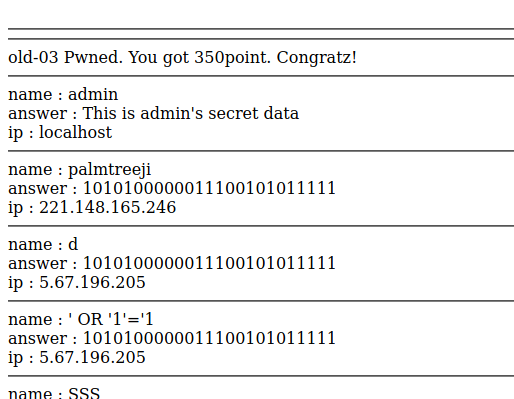 old-03 Pwned. You got 350point. Congratz!
name : admin
answer : This is admin's secret data
ip : localhost
name : palmtreeji
answer : 1010100000011100101011111
ip : 221.148.165.246
name : d
answer : 1010100000011100101011111
ip : 5.67.196.205
name : ' OR '1'='1
answer : 1010100000011100101011111
ip : 5.67.196.205
name : SSS